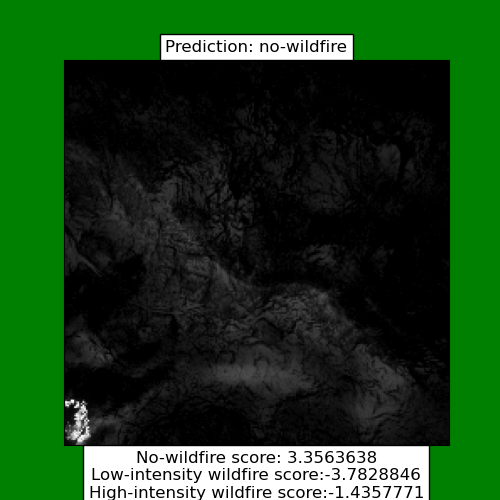 Prediction: no-wildfire
No-wildfire score: 3.3563638
Low-intensity wildfire score:-3.7828846
High-intensity wildfire score:-1.4357771